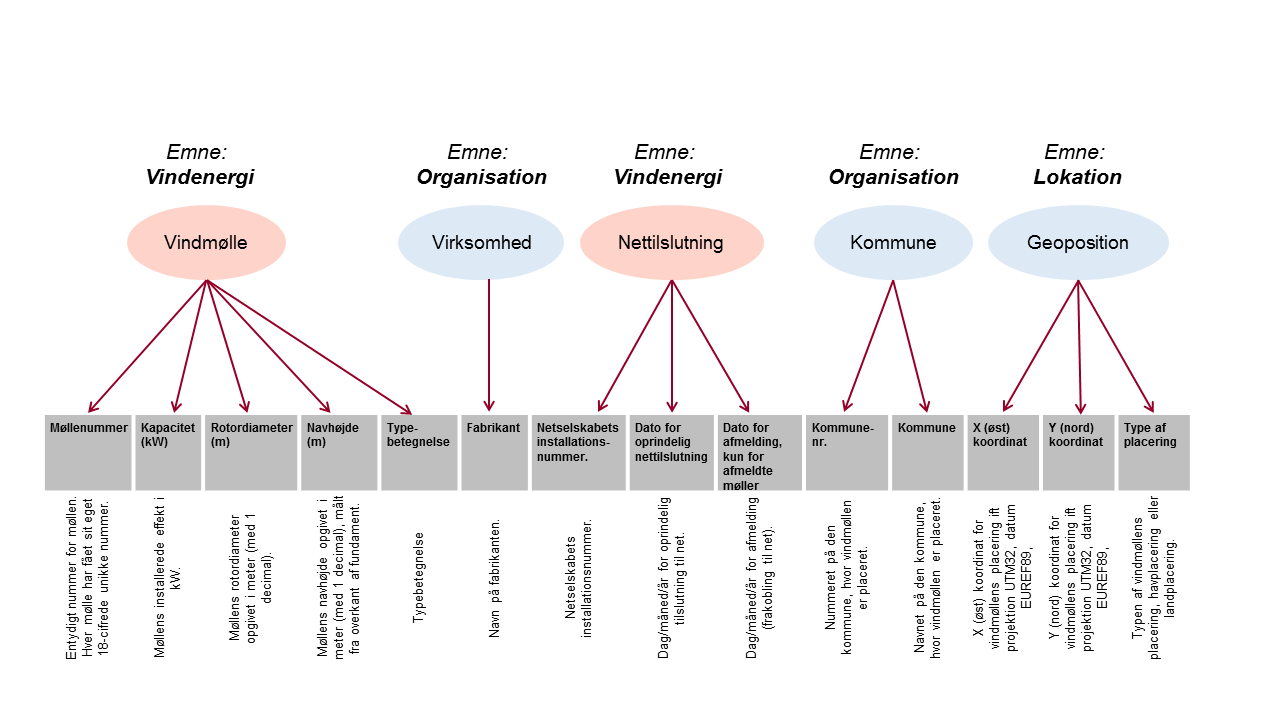 Emne:
Vindenergi
Emne:
Organisation
Emne:
Vindenergi
Emne:
Organisation
Emne:
Lokation
Vindmølle
Virksomhed
Nettilslutning
Kommune
Geoposition
Møllenummer
Kapacitet
(kW)
Rotordiameter
(m)
Navhøjde
(m)
Type-
betegnelse
Fabrikant
Netselskabets
installations-
nummer.
Dato for
oprindelig
nettilslutning
Dato for
afmelding,
kun for
afmeldte
møller
Kommune-
nr.
Kommune
X (øst)
koordinat
Y (nord)
koordinat
Type af
placering
Entydigt nummer for møllen.
Hver mølle har fået sit eget
18-cifrede unikke nummer.
Møllens installerede effekt i
kW.
Møllens rotordiameter
opgivet i meter (med 1
decimal).
Møllens navhøjde opgivet i
meter (med 1 decimal), målt
fra overkant af fundament.
Typebetegnelse
Navn på fabrikanten.
Netselskabets
installationsnummer.
Dag/måned/år for oprindelig
tilslutning til net.
Dag/måned/år for afmelding
(frakobling til net).
Nummeret på den
kommune, hvor vindmøllen
er placeret.
Navnet på den kommune,
hvor vindmøllen er placeret.
X (øst) koordinat for
vindmøllens placering ift
projektion UTM32, datum
EUREF89,
Y (nord) koordinat for
vindmøllens placering ift
projektion UTM32, datum
EUREF89,
Typen af vindmøllens
placering, havplacering eller
landplacering.